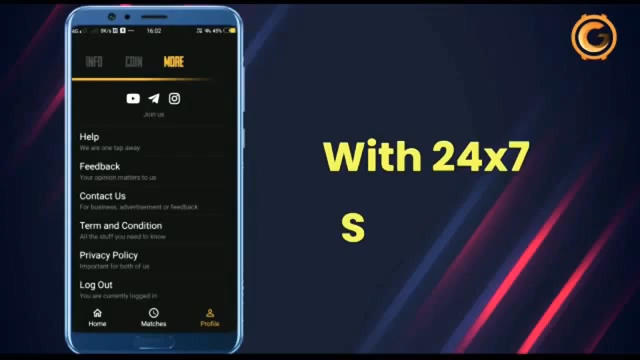 16:02
45%
INFO COIN MORE
Join us
Help
We are one tap away
Feedback
Your opinion matters to us
Contact Us
For business, advertisement or feedback
Term and Condition
All the stuff you need to know
Privacy Policy
Important for both of us
Log Out
You are currently logged in
Home Matches Profile
With 24x7
S